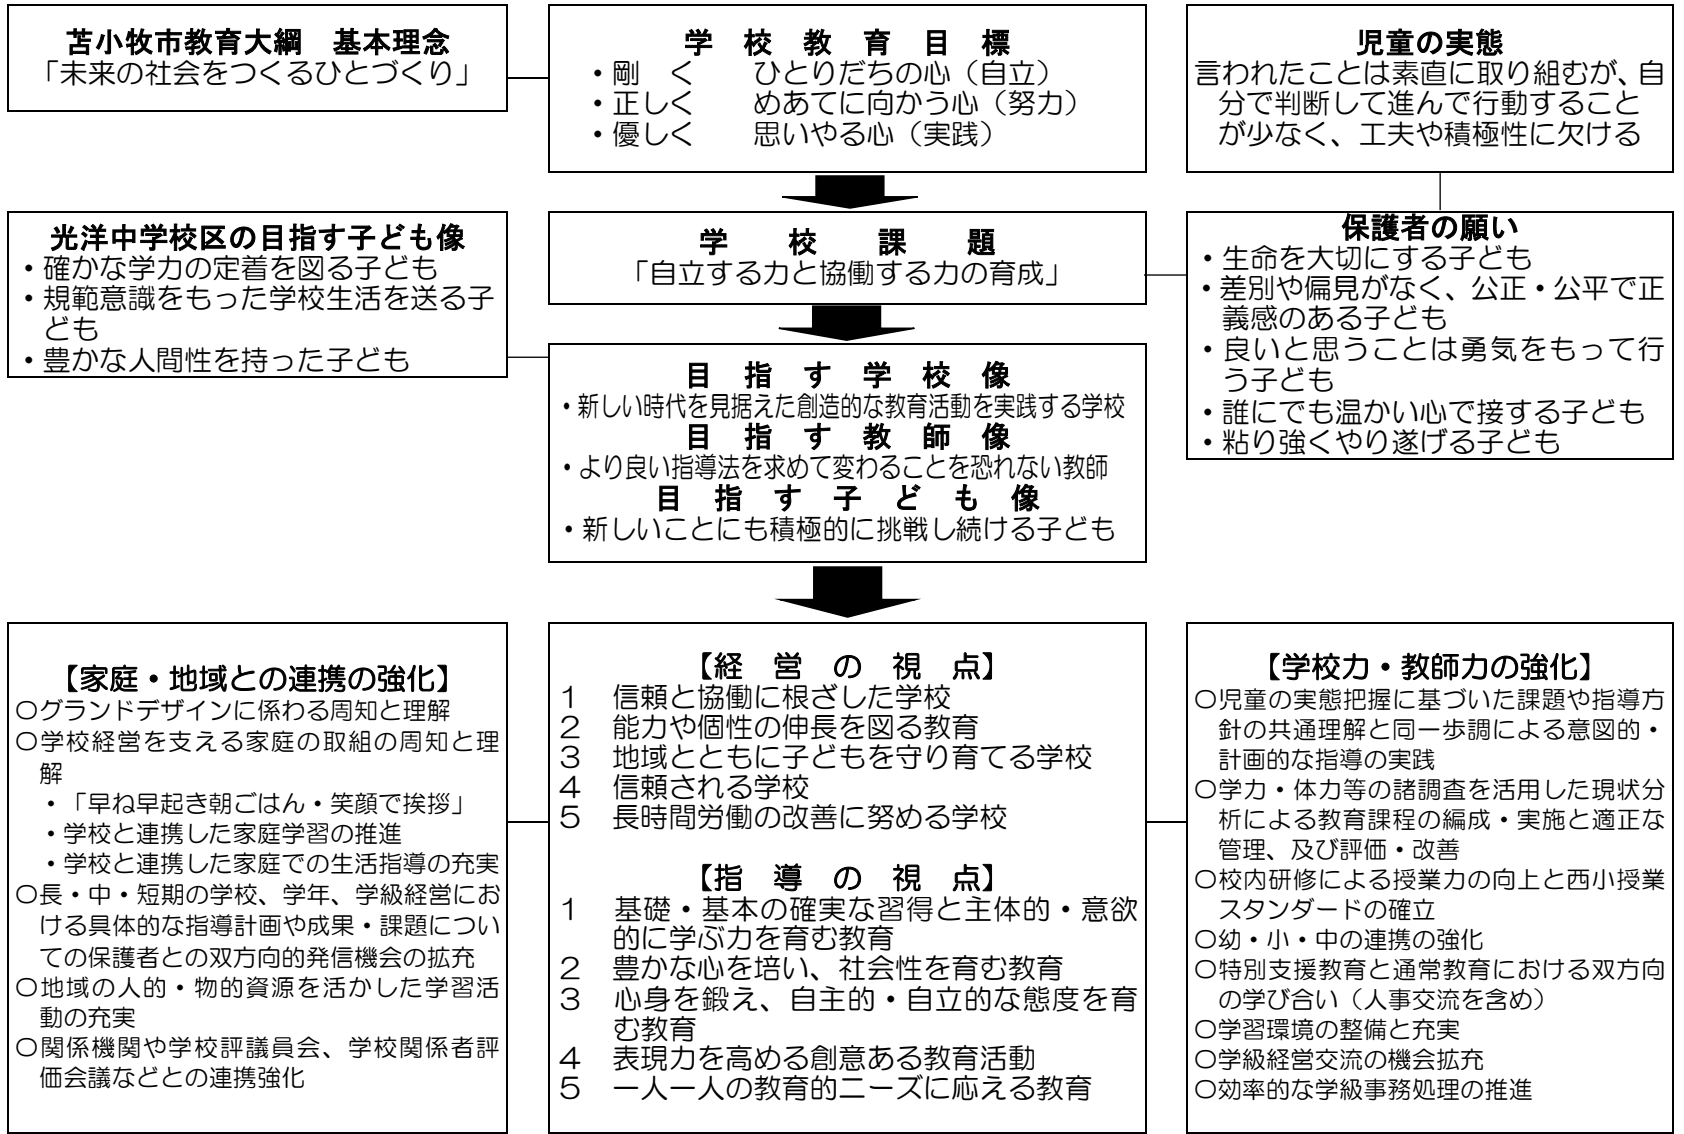 苫小牧市教育大綱　基本理念
「未来の社会をつくるひとづくり」
学　校　教　育　目　標
・剛　く　　ひとりだちの心（自立）
・正しく　　めあてに向かう心（努力）
・優しく　　思いやる心（実践）
児童の実態
言われたことは素直に取り組むが、自
分で判断して進んで行動すること
が少なく、工夫や積極性に欠ける
光洋中学校区の目指す子ども像
・確かな学力の定着を図る子ども
・規範意識をもった学校生活を送る子
ども
・豊かな人間性を持った子ども
学　校　課　題
「自立する力と協働する力の育成」
保護者の願い
・生命を大切にする子ども
・差別や偏見がなく、公正・公平で正
義感のある子ども
・良いと思うことは勇気をもって行
う子ども
・誰にでも温かい心で接する子ども
・粘り強くやり遂げる子ども
目　指　す　学　校　像
・新しい時代を見据えた創造的な教育活動を実践する学校
目　指　す　教　師　像
・より良い指導法を求めて変わることを恐れない教師
目　指　す　子　ど　も　像
・新しいことにも積極的に挑戦し続ける子ども
【家庭・地域との連携の強化】
○グランドデザインに係わる周知と理解
○学校経営を支える家庭の取組の周知と理
解
・「早ね早起き朝ごはん・笑顔で挨拶」
・学校と連携した家庭学習の推進
・学校と連携した家庭での生活指導の充実
○長・中・短期の学校、学年、学級経営にお
ける具体的な指導計画や成果・課題につい
ての保護者との双方向的発信機会の拡充
○地域の人的・物的資源を活かした学習活
動の充実
○関係機関や学校評議員会、学校関係者評
価会議などとの連携強化
【経　営　の　視　点】
1　信頼と協働に根ざした学校
2　能力や個性の伸長を図る教育
3　地域とともに子どもを守り育てる学校
4　信頼される学校
5　長時間労働の改善に努める学校
【指　導　の　視　点】
1　基礎・基本の確実な習得と主体的・意欲
的に学ぶ力を育む教育
2　豊かな心を培い、社会性を育む教育
3　心身を鍛え、自主的・自立的な態度を育
む教育
4　表現力を高める創意ある教育活動
5　一人一人の教育的ニーズに応える教育
【学校力・教師力の強化】
○児童の実態把握に基づいた課題や指導方
針の共通理解と同一歩調による意図的・
計画的な指導の実践
○学力・体力等の諸調査を活用した現状分
析による教育課程の編成・実施と適正な
管理、及び評価・改善
○校内研修による授業力の向上と西小授業
スタンダードの確立
○幼・小・中の連携の強化
○特別支援教育と通常教育における双方向
の学び合い（人事交流を含め）
○学習環境の整備と充実
○学級経営交流の機会拡充
○効率的な学級事務処理の推進